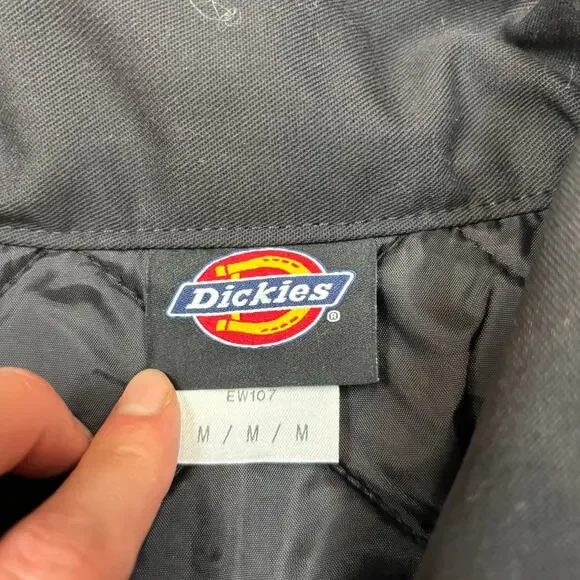 Dickies®
EW107
M / M / M